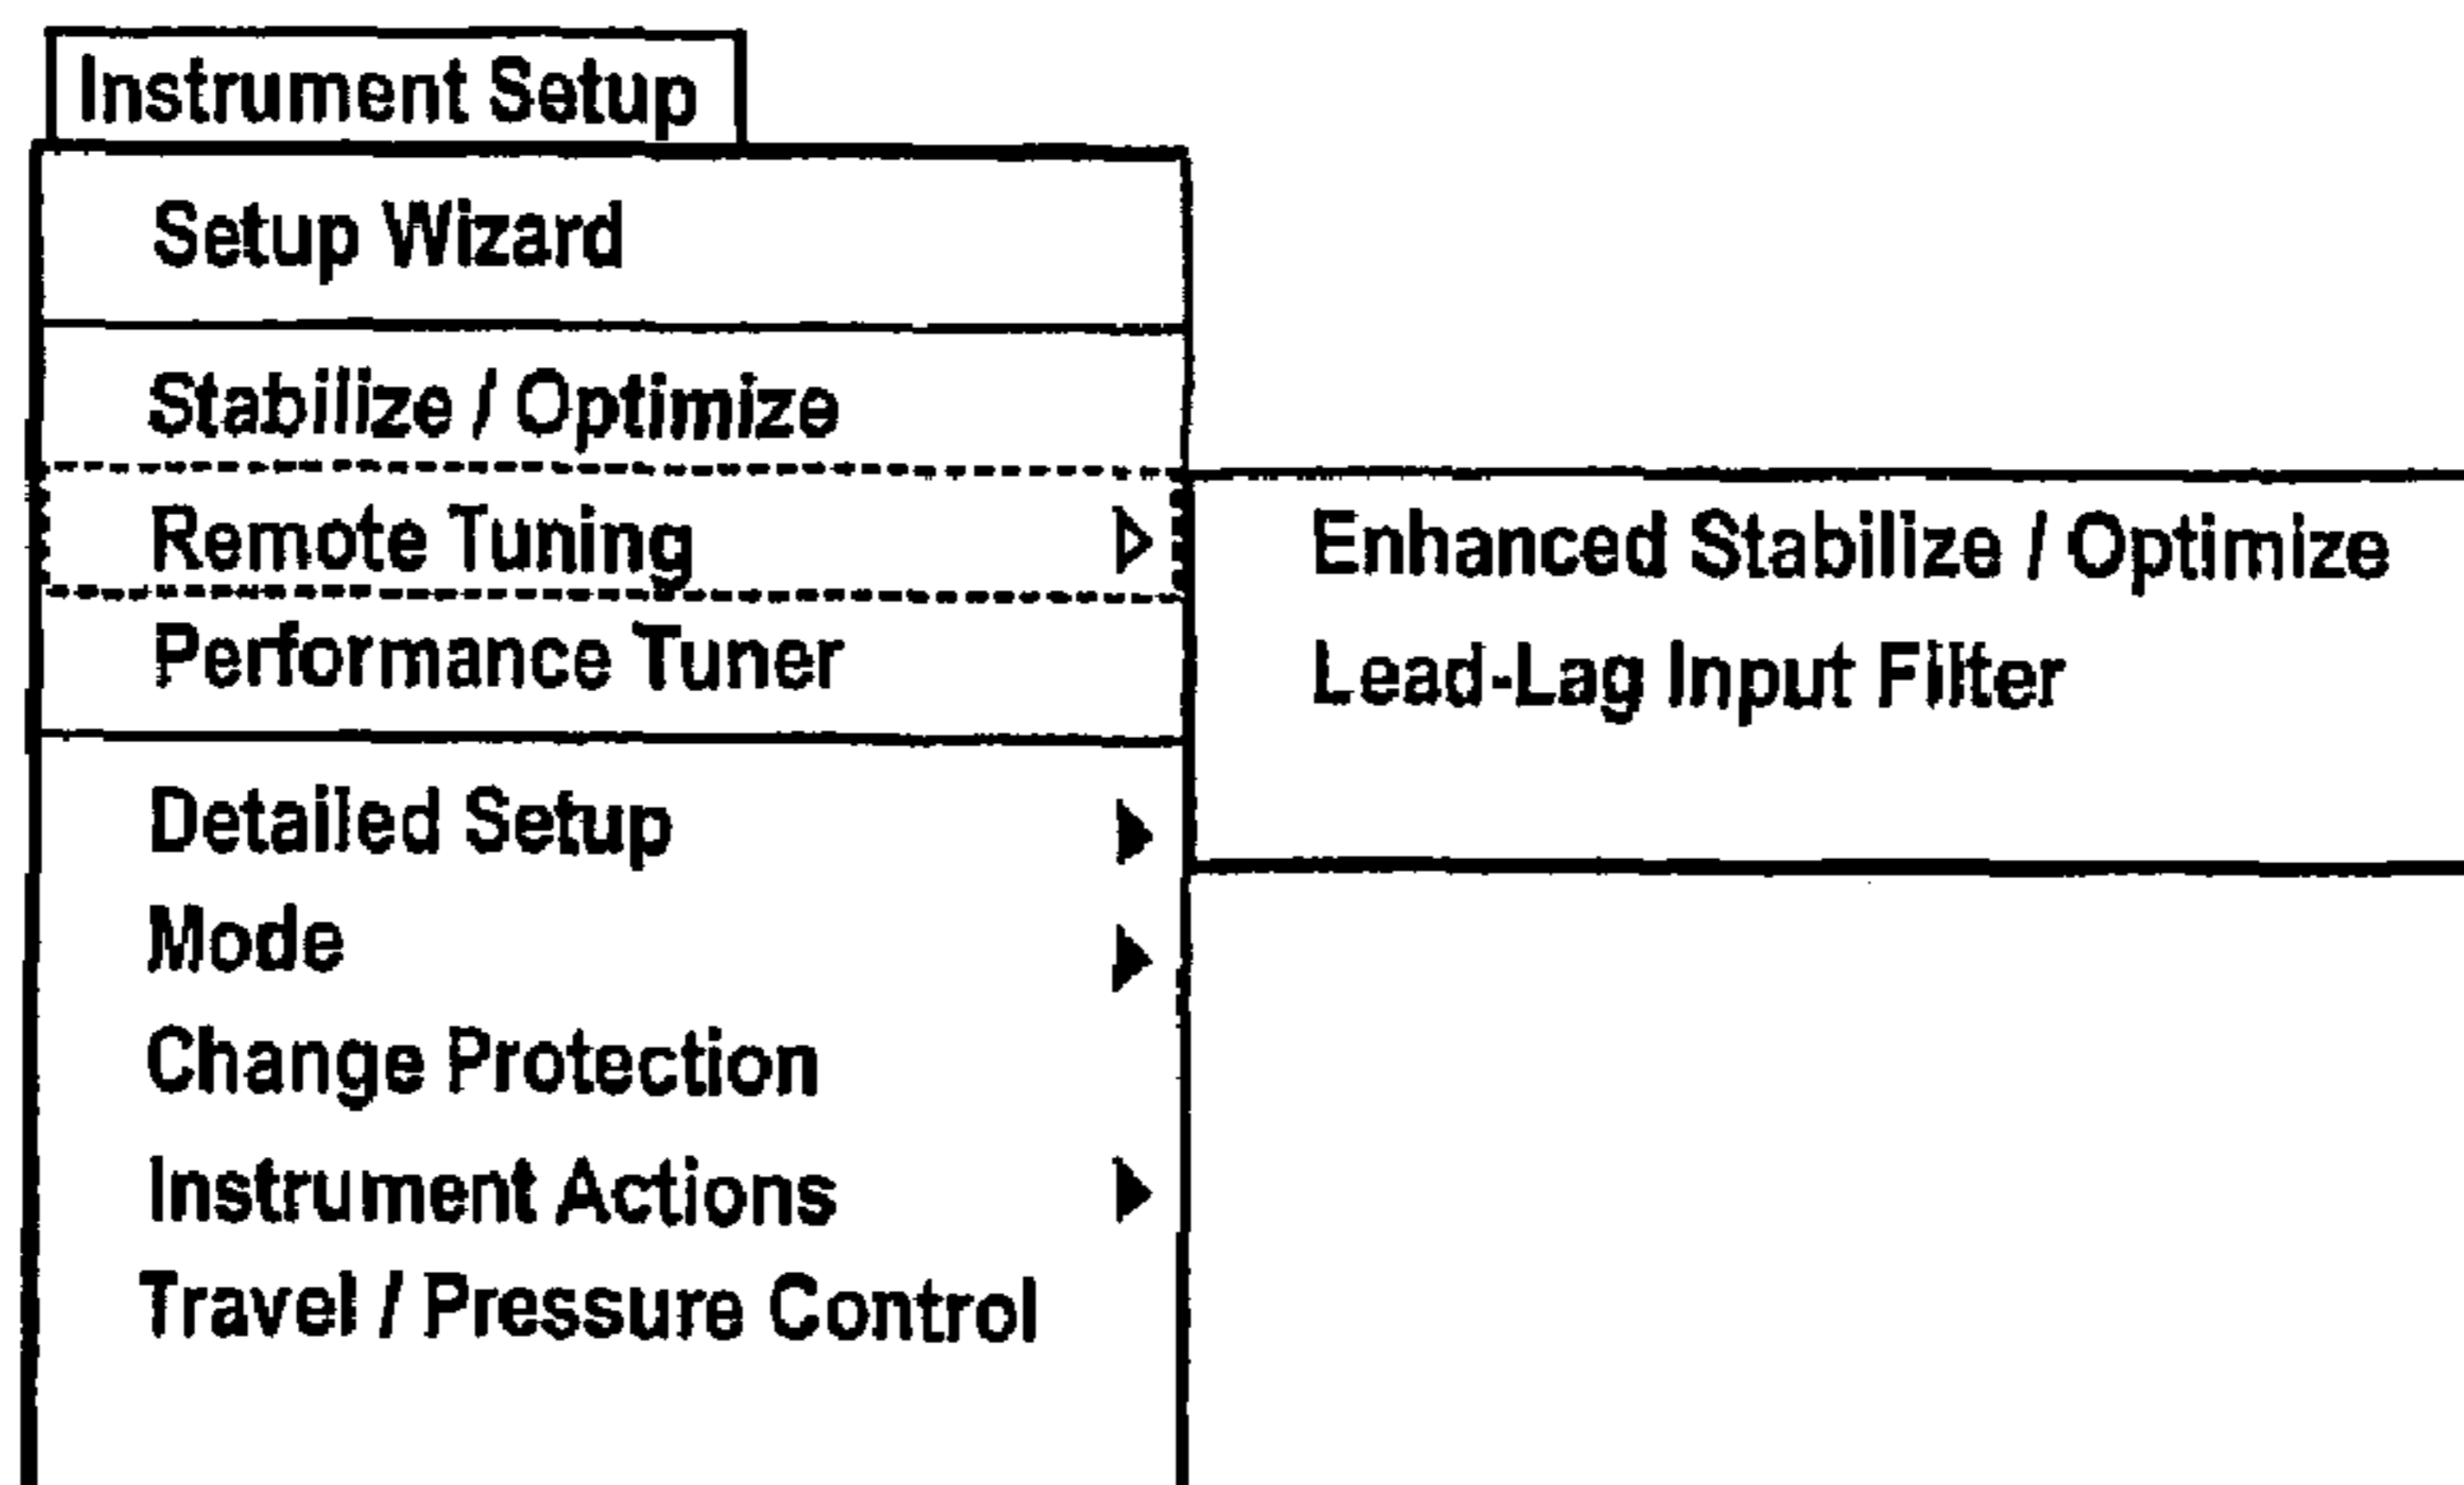 Instrument Setup
Setup Wizard
Stabilize / Optimize
Remote Tuning
Enhanced Stabilize / Optimize
Performance Tuner
Lead-Lag Input Filter
Detailed Setup
Mode
Change Protection
Instrument Actions
Travel / Pressure Control